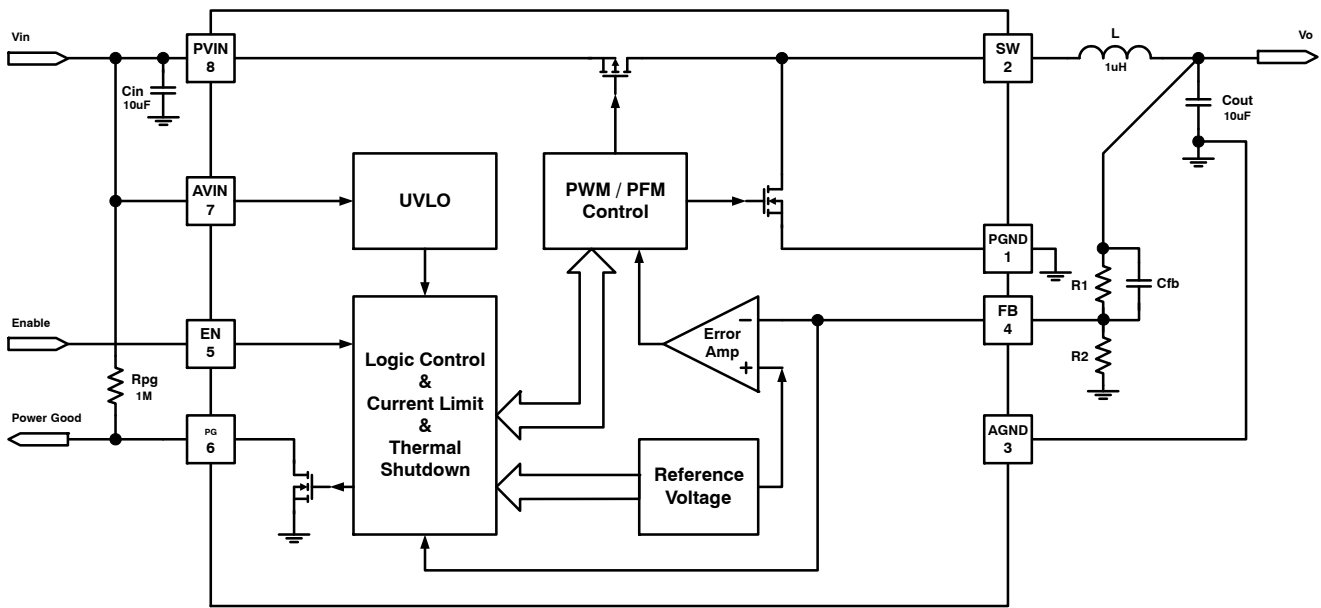 Vin
PVIN
8
SW
2
L
1uH
Vo
Cin
10uF
Cout
10uF
AVIN
7
UVLO
PWM / PFM
Control
PGND
1
R1
Cfb
Enable
EN
5
Logic Control
&
Current Limit
&
Thermal
Shutdown
Error
Amp
−
+
FB
4
R2
Rpg
1M
Power Good
PG
6
Reference
Voltage
AGND
3